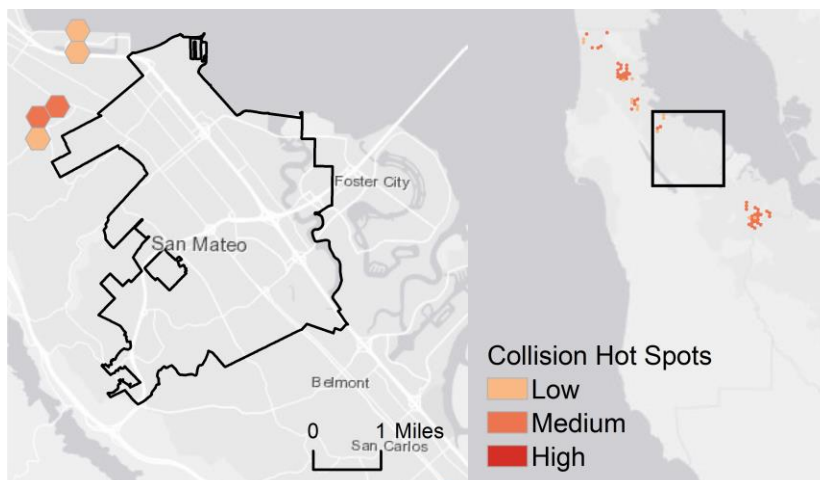 Foster City
San Mateo
Belmont
San Carlos
0 1 Miles
Collision Hot Spots
Low
Medium
High